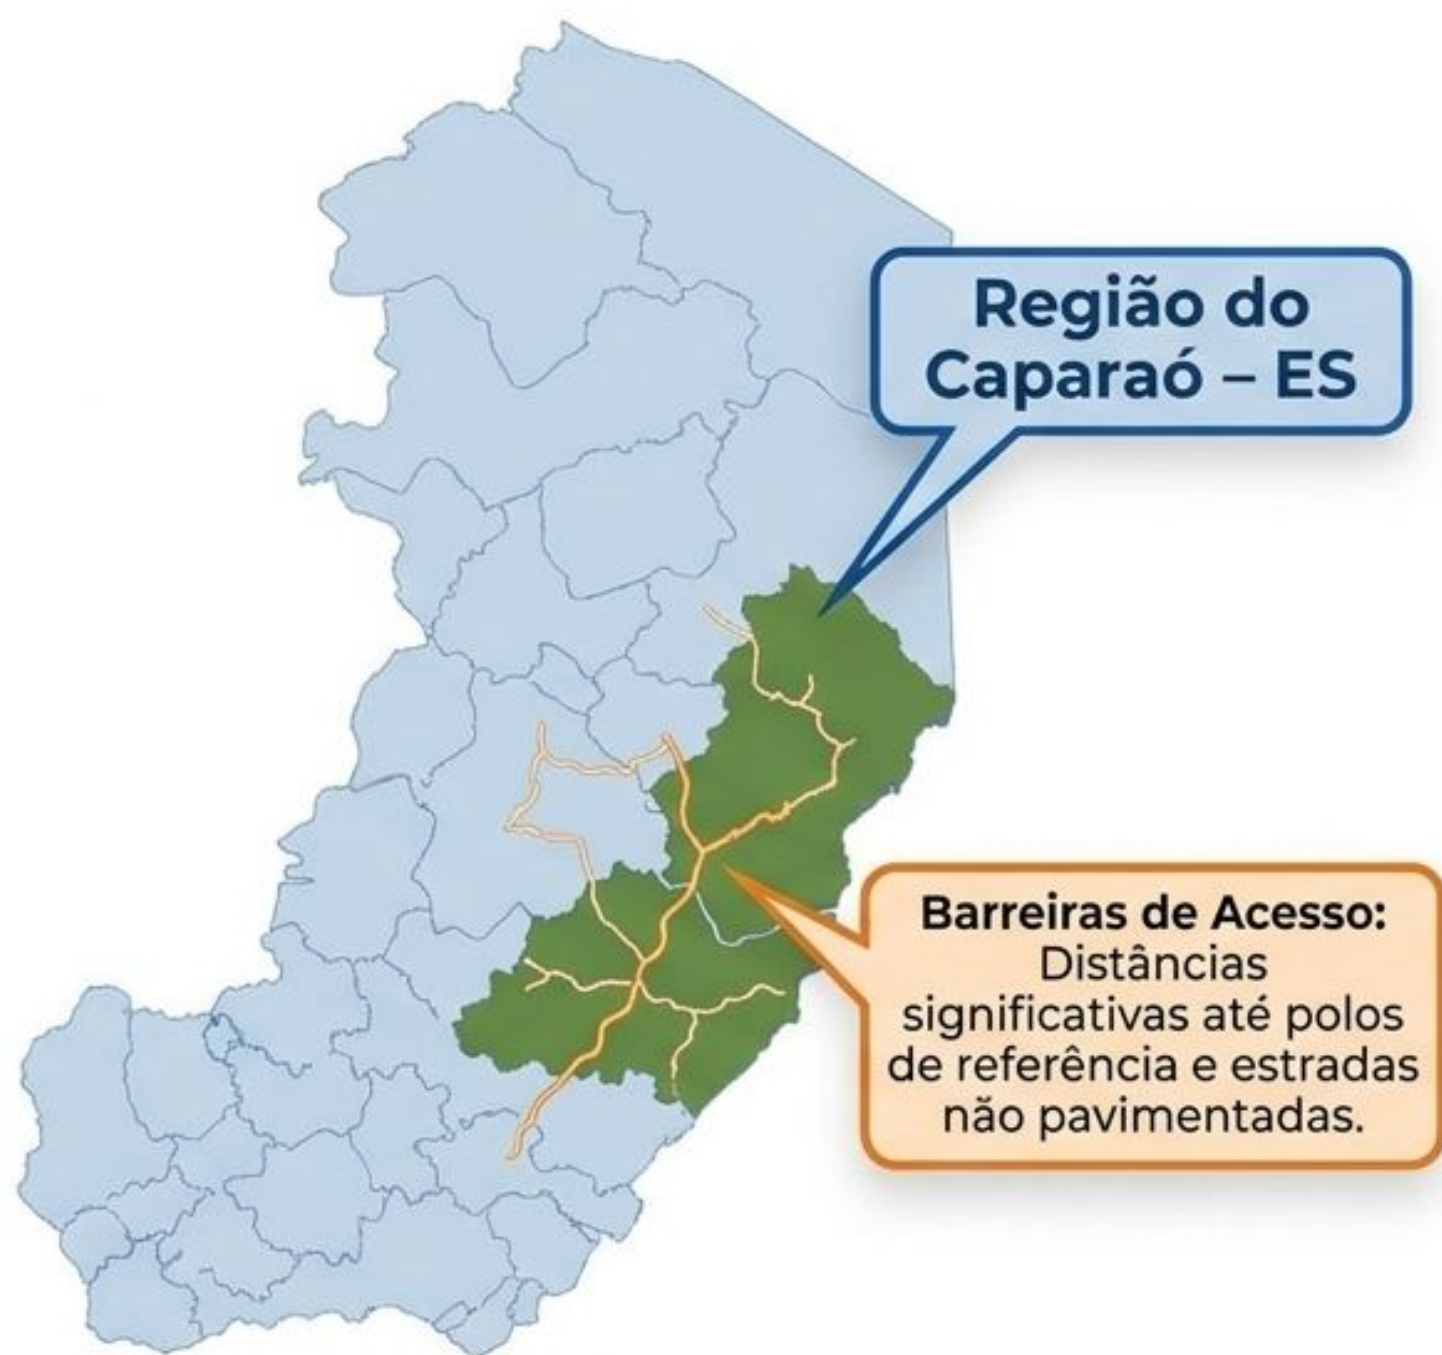 Região do
Caparaó – ES
Barreiras de Acesso:
Distâncias
significativas até polos
de referência e estradas
não pavimentadas.